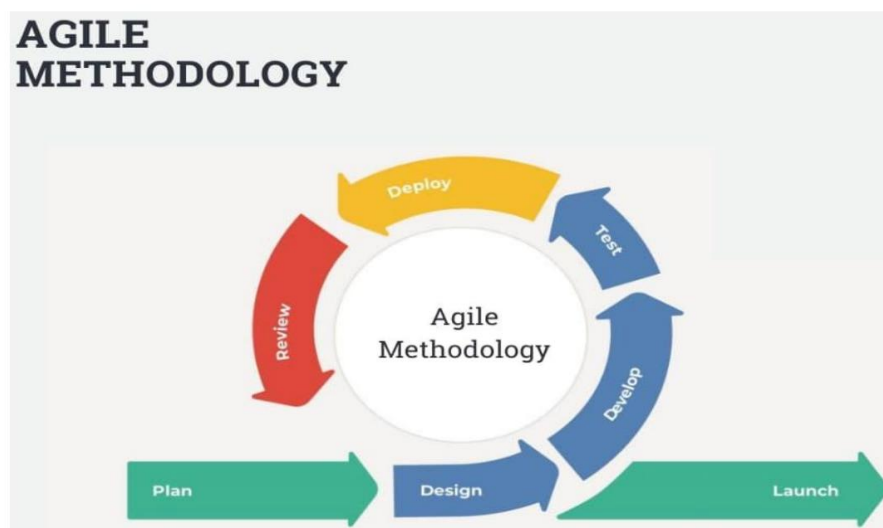 AGILE
METHODOLOGY
Deploy
Test
Review
Agile
Methodology
Develop
Plan
Design
Launch